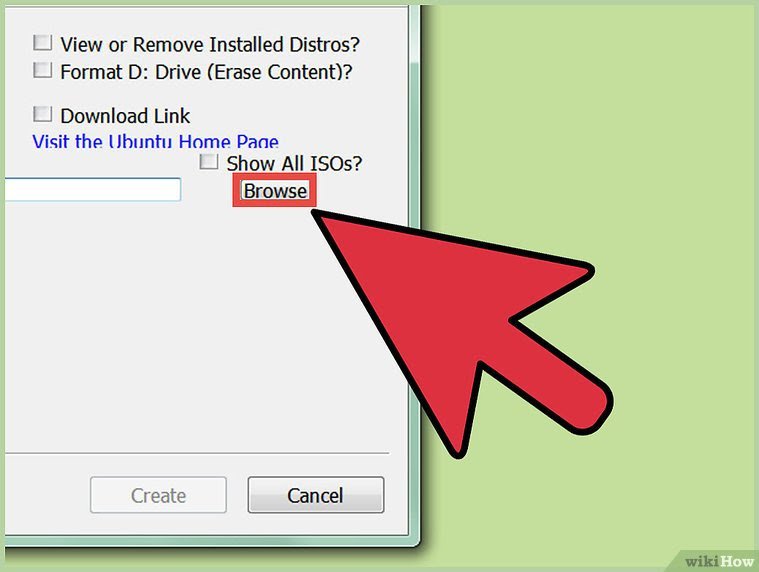 View or Remove Installed Distros?
Format D: Drive (Erase Content)?
Download Link
Visit the Ubuntu Home Page
Show All ISOs?
Browse
Create
Cancel
wikiHow